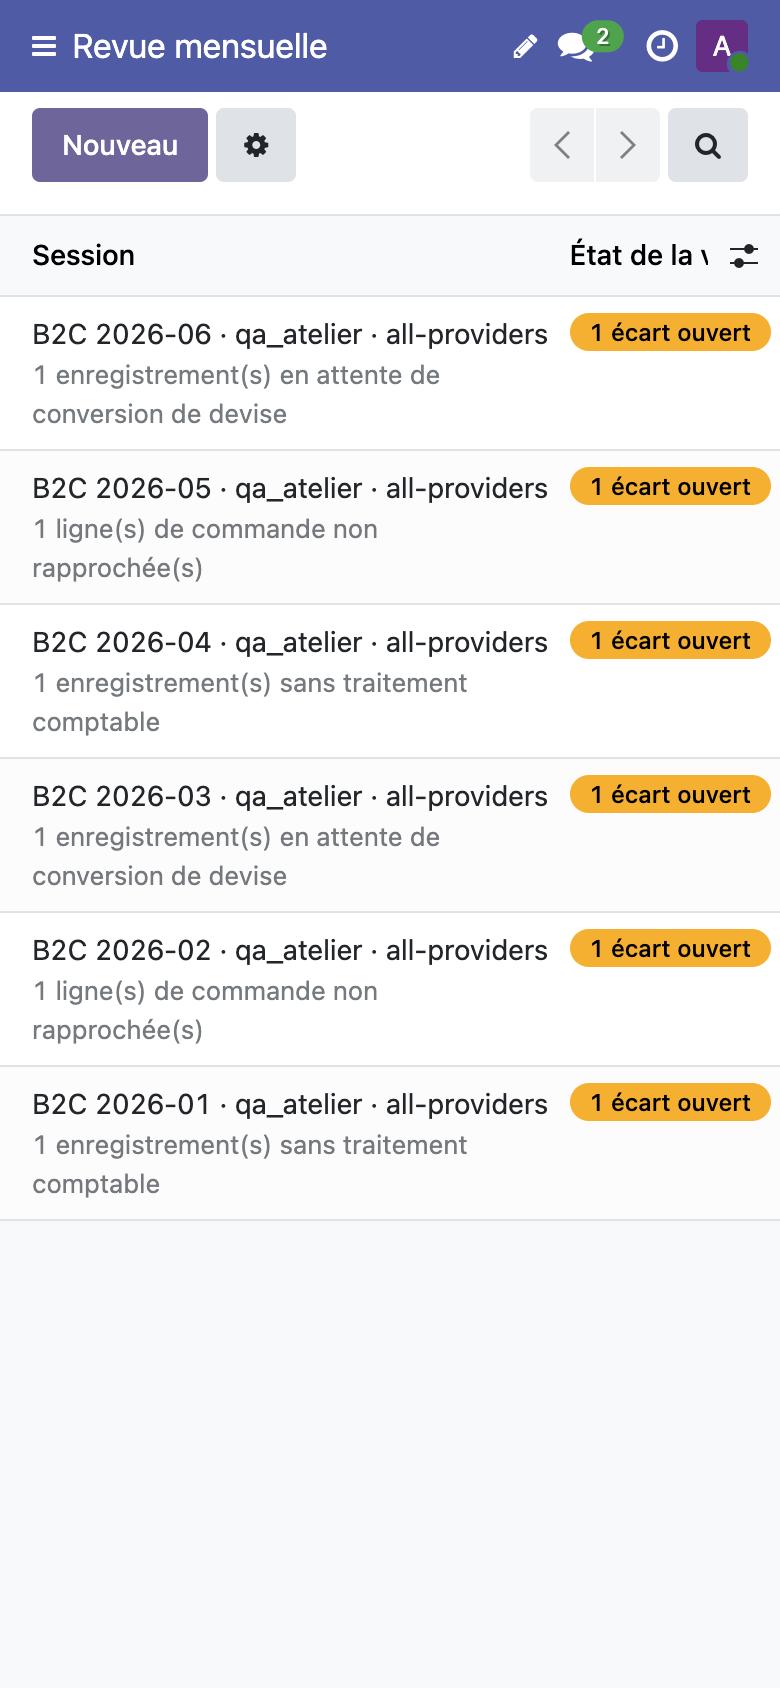 Revue mensuelle
2
A
Nouveau
Session
État de la
B2C 2026-06 · qa_atelier · all-providers
1 écart ouvert
1 enregistrement(s) en attente de
conversion de devise
B2C 2026-05 · qa_atelier · all-providers
1 écart ouvert
1 ligne(s) de commande non
rapprochée(s)
B2C 2026-04 · qa_atelier · all-providers
1 écart ouvert
1 enregistrement(s) sans traitement
comptable
B2C 2026-03 · qa_atelier · all-providers
1 écart ouvert
1 enregistrement(s) en attente de
conversion de devise
B2C 2026-02 · qa_atelier · all-providers
1 écart ouvert
1 ligne(s) de commande non
rapprochée(s)
B2C 2026-01 · qa_atelier · all-providers
1 écart ouvert
1 enregistrement(s) sans traitement
comptable